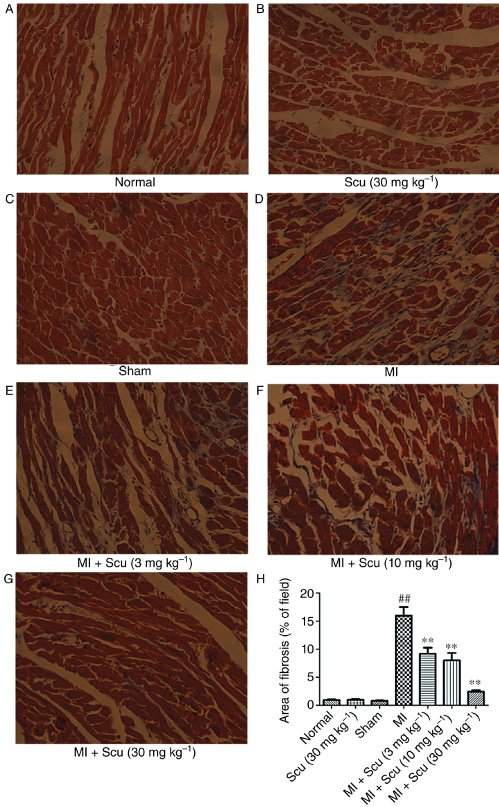 A
B
Normal
Scu (30 mg kg–1)
C
D
Sham
MI
E
F
MI + Scu (3 mg kg–1)
MI + Scu (10 mg kg–1)
G
H
MI + Scu (30 mg kg–1)
Area of fibrosis (% of field)
20
15
10
5
0
##
**
**
**
Normal
Scu (30 mg kg–1)
Sham
MI
MI + Scu (3 mg kg–1)
MI + Scu (10 mg kg–1)
MI + Scu (30 mg kg–1)